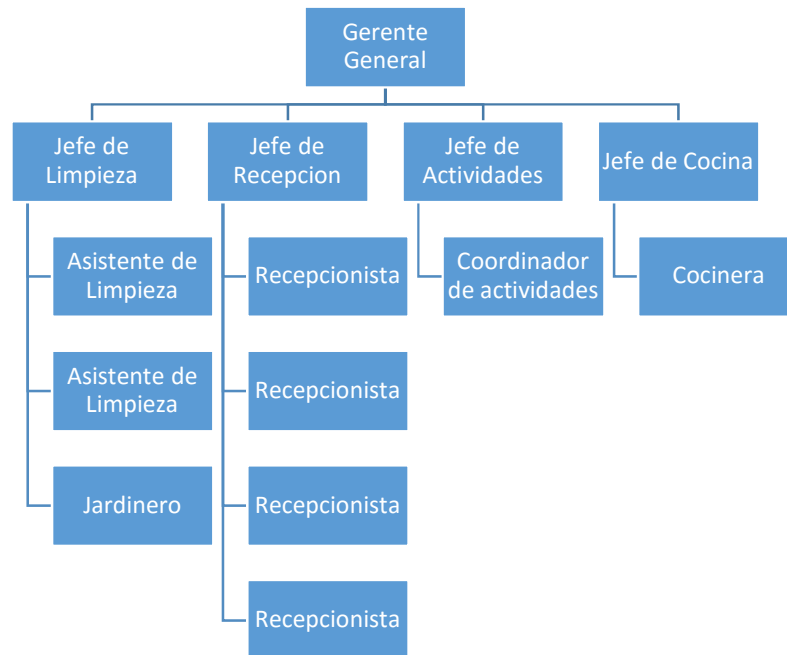 Gerente
General
Jefe de
Limpieza
Jefe de
Recepcion
Jefe de
Actividades
Jefe de Cocina
Asistente de
Limpieza
Recepcionista
Coordinador
de actividades
Cocinera
Asistente de
Limpieza
Recepcionista
Jardinero
Recepcionista
Recepcionista